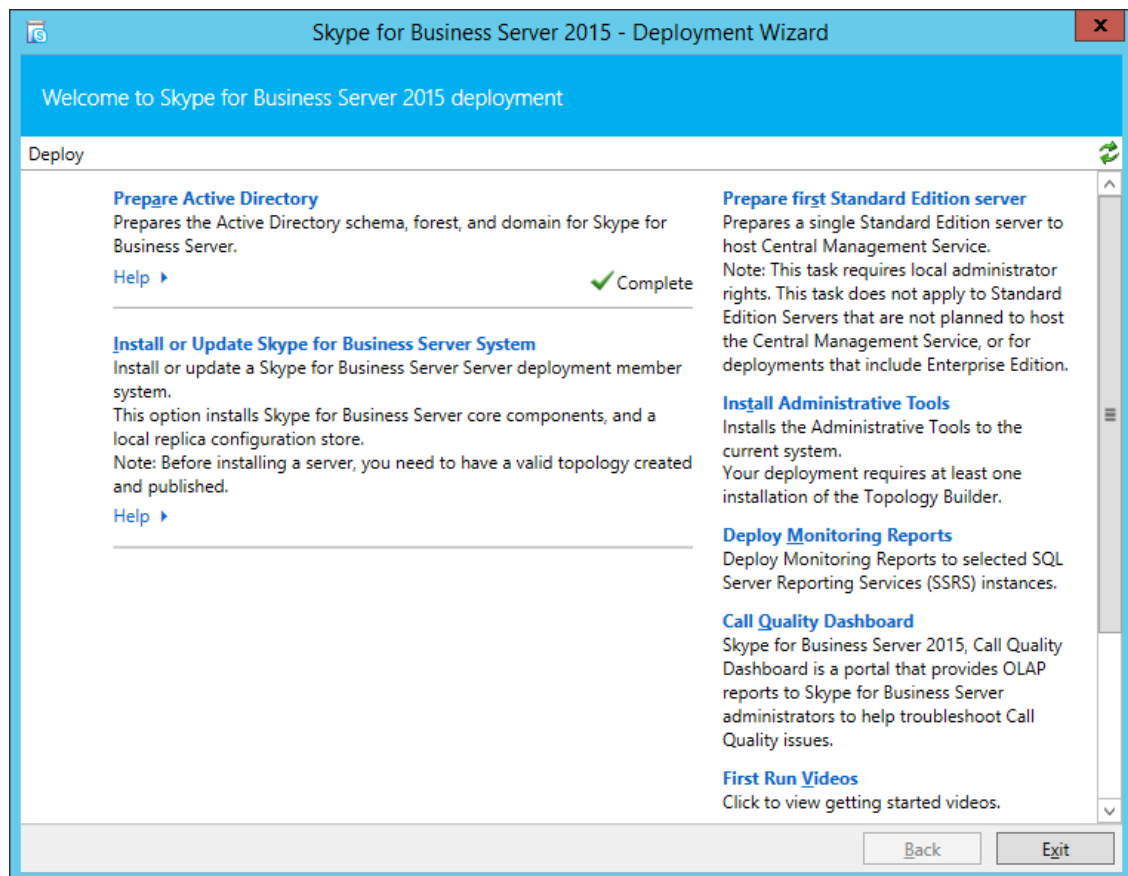 Skype for Business Server 2015 - Deployment Wizard
x
Welcome to Skype for Business Server 2015 deployment
Deploy
Prepare Active Directory
Prepares the Active Directory schema, forest, and domain for Skype for
Business Server.
Help
Complete
Install or Update Skype for Business Server System
Install or update a Skype for Business Server Server deployment member
system.
This option installs Skype for Business Server core components, and a
local replica configuration store.
Note: Before installing a server, you need to have a valid topology created
and published.
Help
Prepare first Standard Edition server
Prepares a single Standard Edition server to
host Central Management Service.
Note: This task requires local administrator
rights. This task does not apply to Standard
Edition Servers that are not planned to host
the Central Management Service, or for
deployments that include Enterprise Edition.
Install Administrative Tools
Installs the Administrative Tools to the
current system.
Your deployment requires at least one
installation of the Topology Builder.
Deploy Monitoring Reports
Deploy Monitoring Reports to selected SQL
Server Reporting Services (SSRS) instances.
Call Quality Dashboard
Skype for Business Server 2015, Call Quality
Dashboard is a portal that provides OLAP
reports to Skype for Business Server
administrators to help troubleshoot Call
Quality issues.
First Run Videos
Click to view getting started videos.
Back
Exit